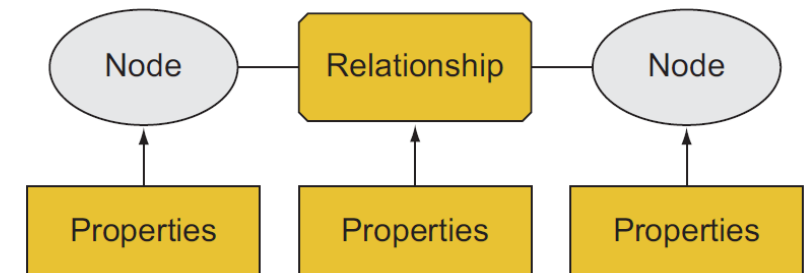 Node
Relationship
Node
Properties
Properties
Properties